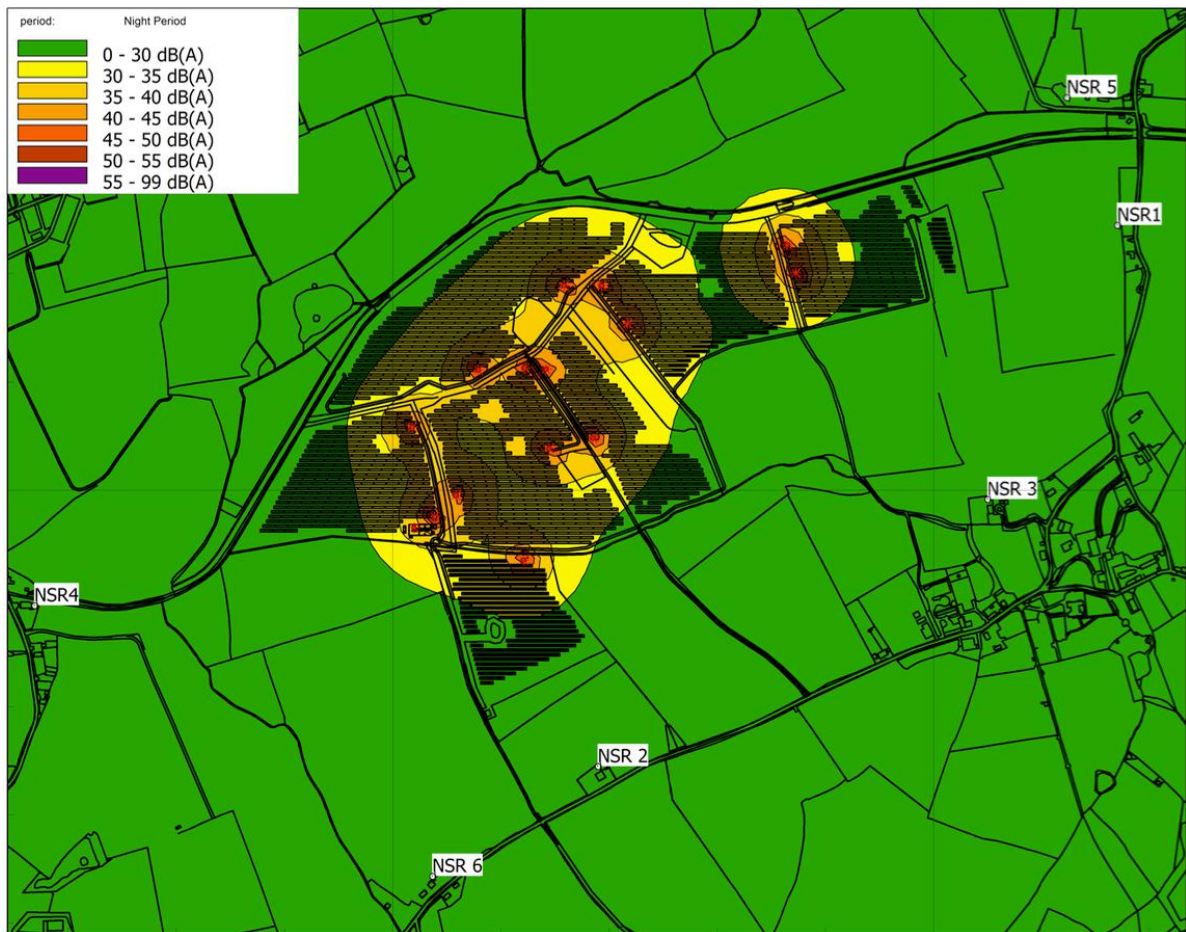 period: Night Period
0 - 30 dB(A)
30 - 35 dB(A)
35 - 40 dB(A)
40 - 45 dB(A)
45 - 50 dB(A)
50 - 55 dB(A)
55 - 99 dB(A)
NSR 5
NSR1
NSR 3
NSR4
NSR 2
NSR 6